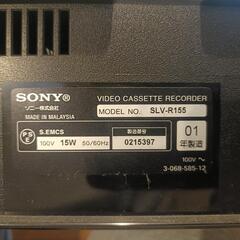 SONY® VIDEO CASSETTE RECORDER
ソニー株式会社 MODEL NO. SLV-R155
MADE IN MALAYSIA
PSE S.EMCS 製造番号 01
100V 15W 50/60Hz 0215397 年製造
100V ~
3-068-585-12